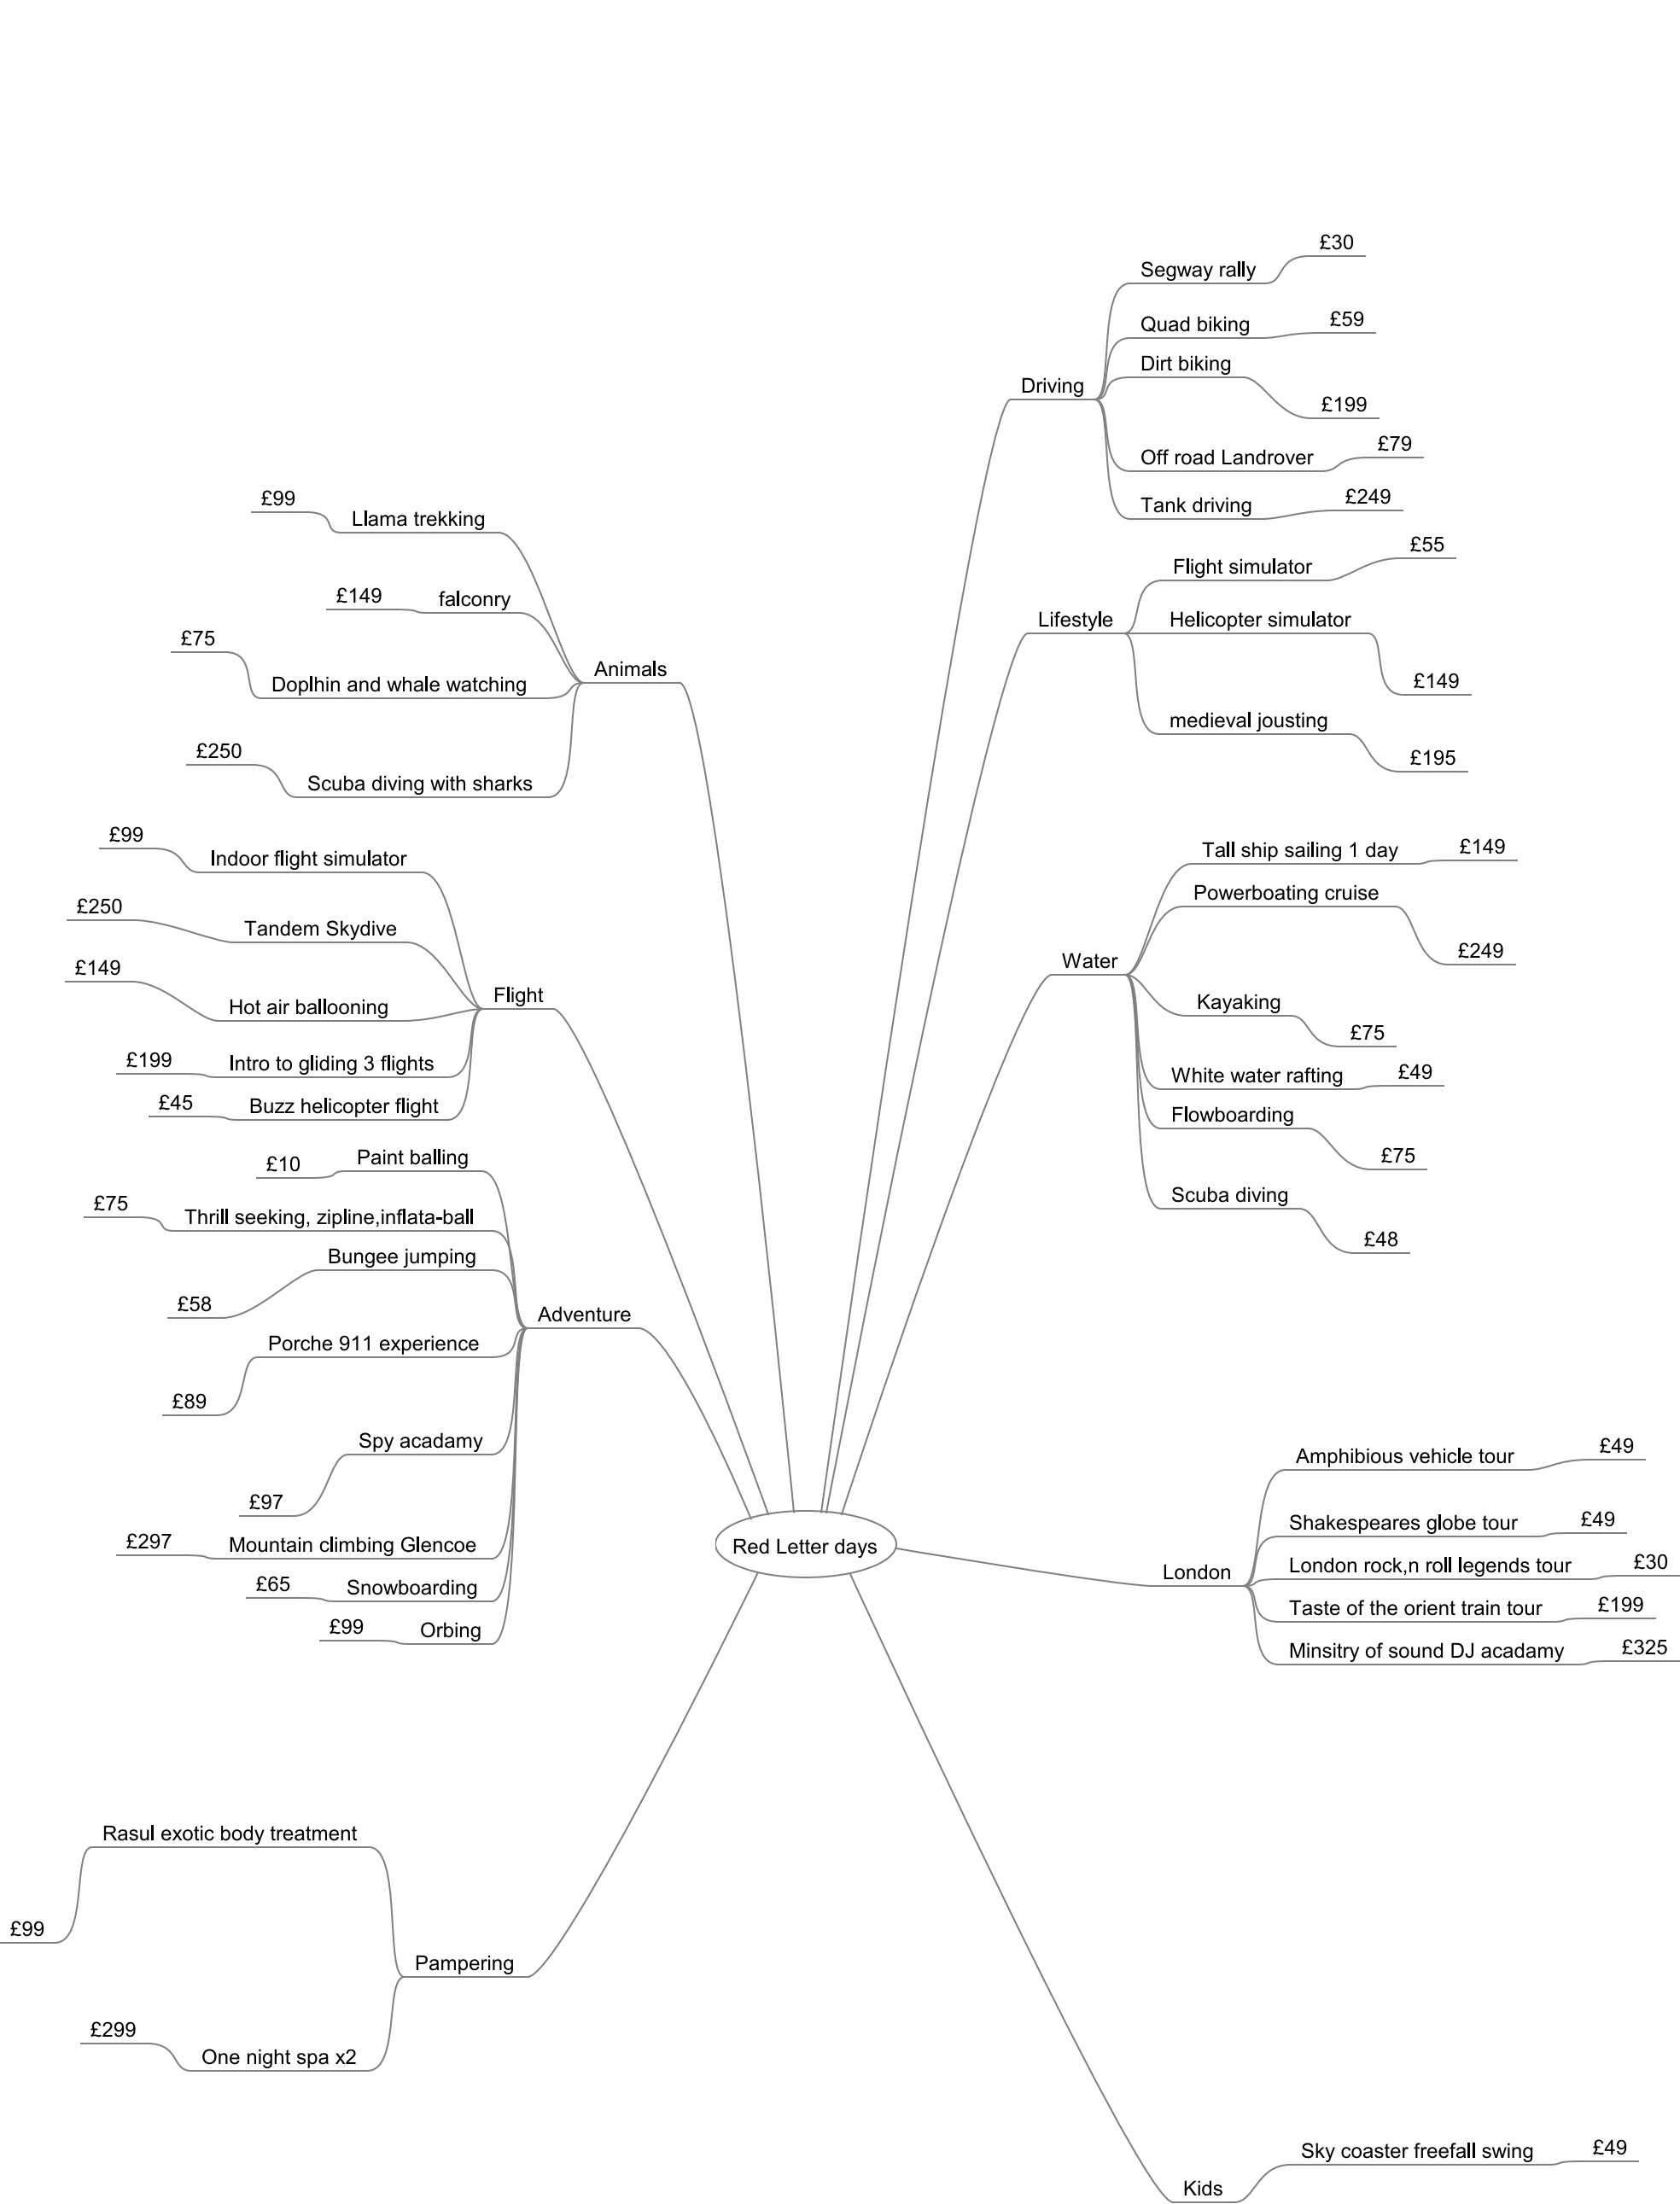 Red Letter days
Driving
Segway rally
£30
Quad biking
£59
Dirt biking
£199
Off road Landrover
£79
Tank driving
£249
Lifestyle
Flight simulator
£55
Helicopter simulator
£149
medieval jousting
£195
Water
Tall ship sailing 1 day
£149
Powerboating cruise
£249
Kayaking
£75
White water rafting
£49
Flowboarding
£75
Scuba diving
£48
London
Amphibious vehicle tour
£49
Shakespeares globe tour
£49
London rock,n roll legends tour
£30
Taste of the orient train tour
£199
Minsitry of sound DJ acadamy
£325
Kids
Sky coaster freefall swing
£49
Animals
Llama trekking
£99
falconry
£149
Doplhin and whale watching
£75
Scuba diving with sharks
£250
Flight
Indoor flight simulator
£99
Tandem Skydive
£250
Hot air ballooning
£149
Intro to gliding 3 flights
£199
Buzz helicopter flight
£45
Adventure
Paint balling
£10
Thrill seeking, zipline,inflata-ball
£75
Bungee jumping
£58
Porche 911 experience
£89
Spy acadamy
£97
Mountain climbing Glencoe
£297
Snowboarding
£65
Orbing
£99
Pampering
Rasul exotic body treatment
£99
One night spa x2
£299